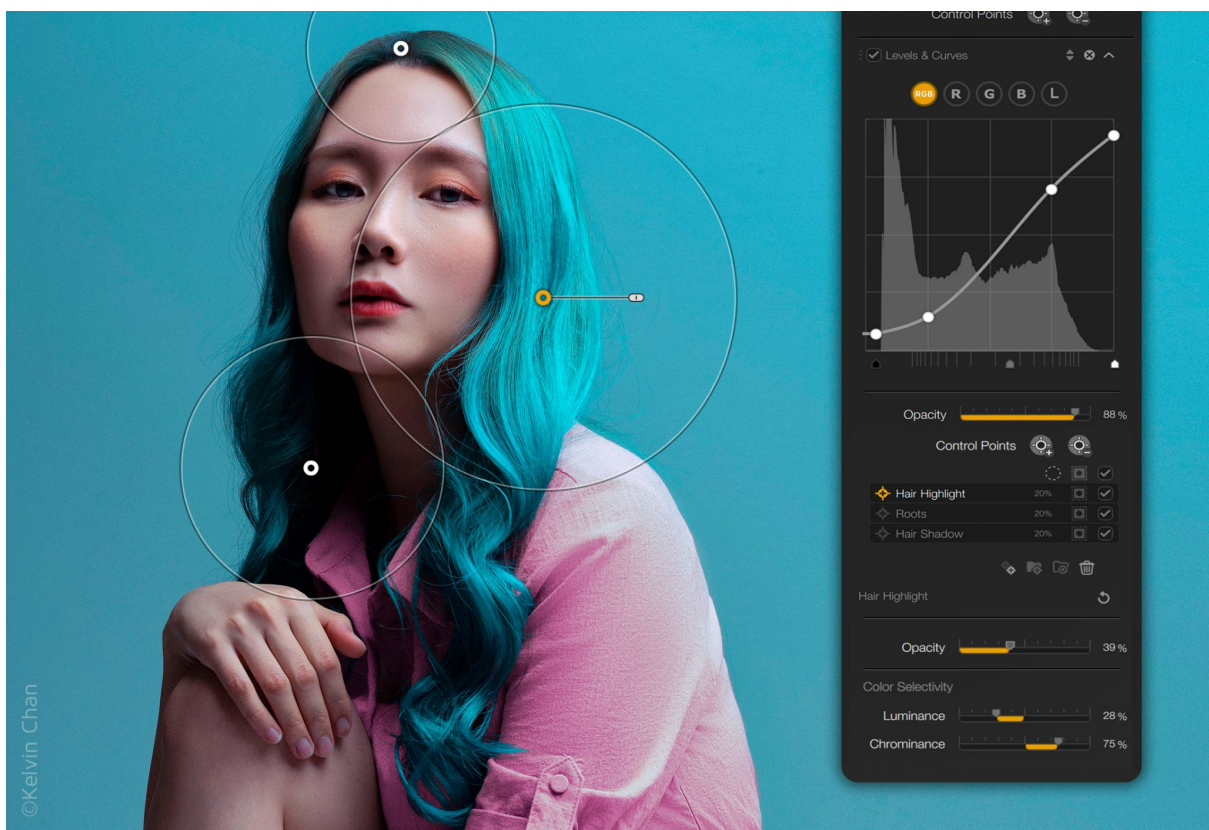 Control Points
Levels & Curves
RGB R G B L
Opacity 88 %
Control Points
Hair Highlight 20%
Roots 20%
Hair Shadow 20%
Hair Highlight
Opacity 39 %
Color Selectivity
Luminance 28 %
Chrominance 75 %
©Kelvin Chan